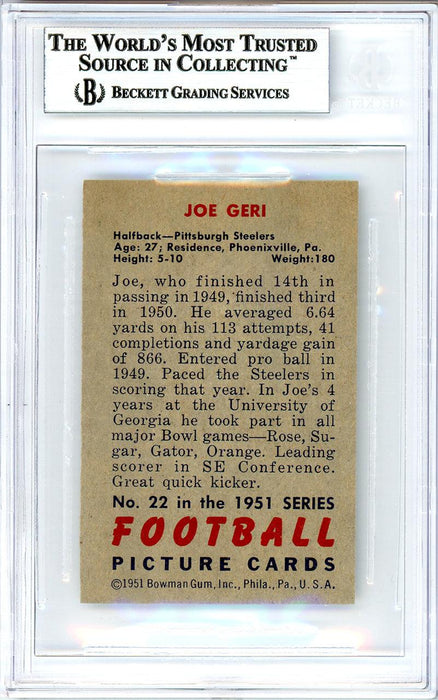 THE WORLD'S MOST TRUSTED
SOURCE IN COLLECTING™
BECKETT GRADING SERVICES
B
BECKETT
JOE GERI
Halfback—Pittsburgh Steelers
Age: 27; Residence, Phoenixville, Pa.
Height: 5-10 Weight:180
Joe, who finished 14th in
passing in 1949, finished third
in 1950. He averaged 6.64
yards on his 113 attempts, 41
completions and yardage gain
of 866. Entered pro ball in
1949. Paced the Steelers in
scoring that year. In Joe's 4
years at the University of
Georgia he took part in all
major Bowl games—Rose, Su-
gar, Gator, Orange. Leading
scorer in SE Conference.
Great quick kicker.
No. 22 in the 1951 SERIES
FOOTBALL
PICTURE CARDS
©1951 Bowman Gum, Inc., Phila., Pa., U.S.A.